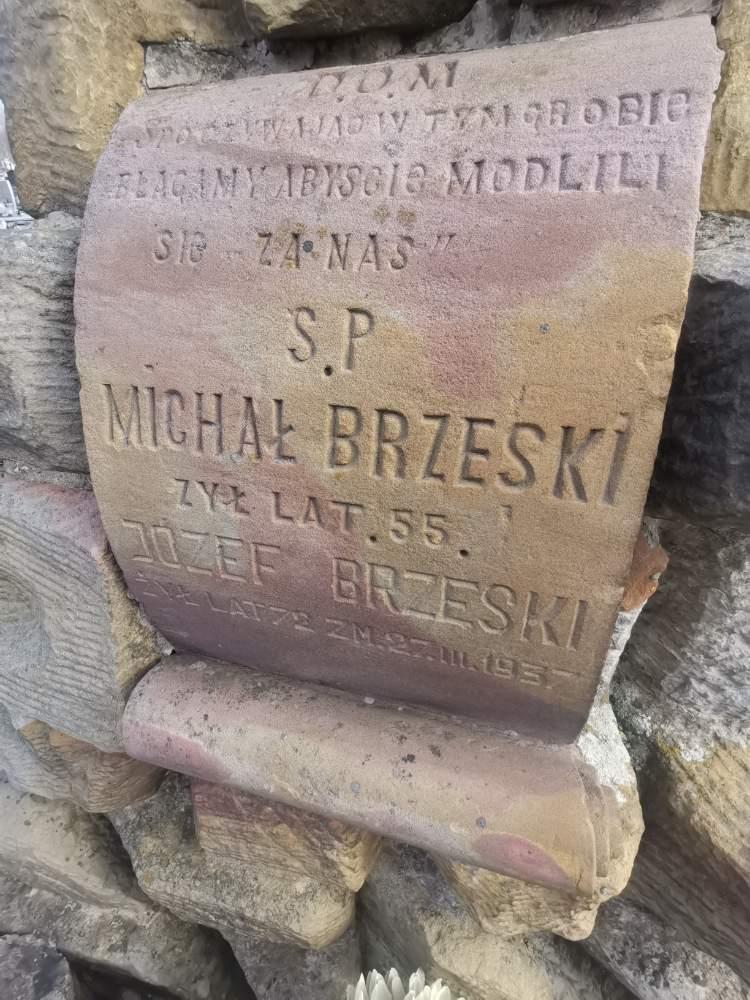 D.O.M
„SPOCZYWAJĄC W TYM GROBIE
BŁAGAMY ABYŚCIE MODLILI
SIĘ – ZA NAS”
Ś.P
MICHAŁ BRZESKI
ŻYŁ LAT. 55.
JÓZEF BRZESKI
ŻYŁ LAT 72 ZM. 27.III.1937